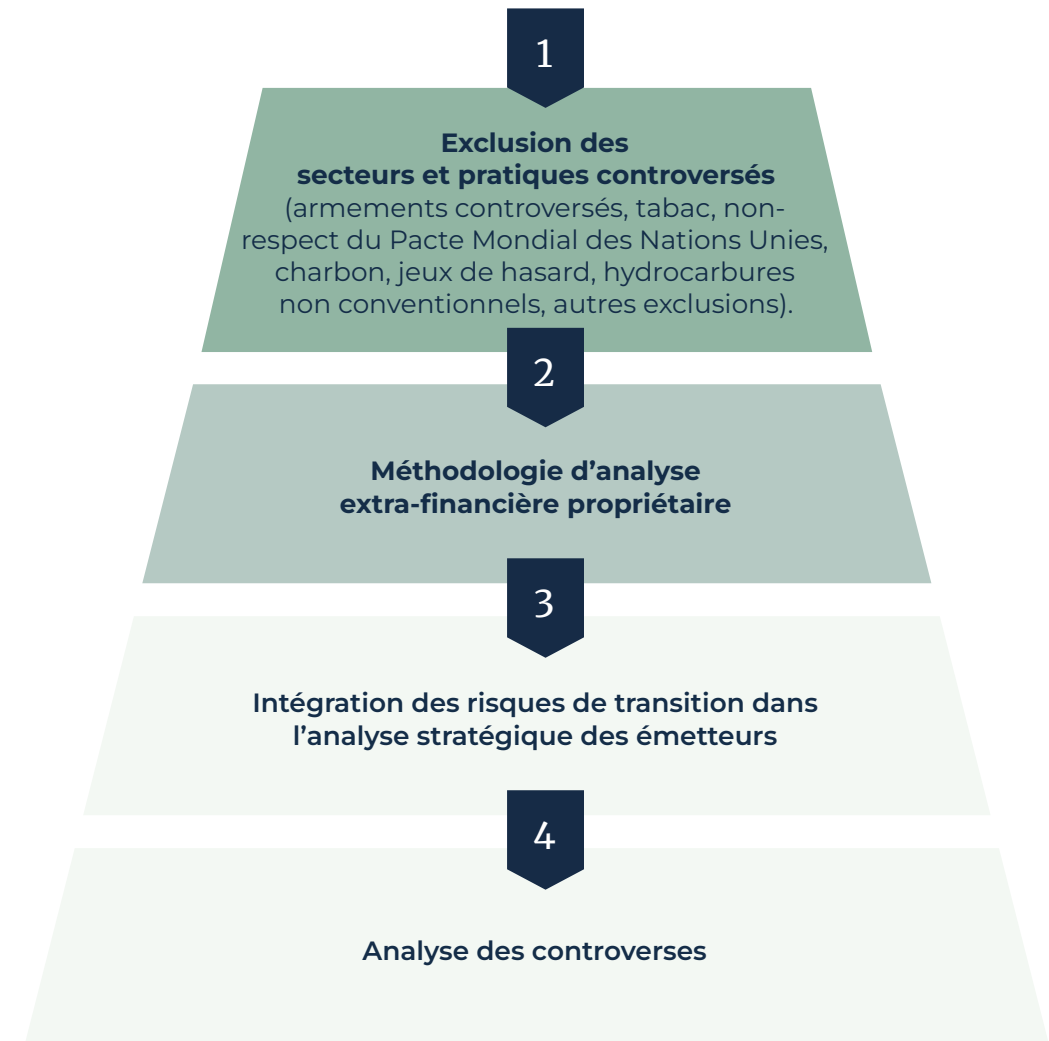 1
Exclusion des
secteurs et pratiques controversés
(armements controversés, tabac, non-
respect du Pacte Mondial des Nations Unies,
charbon, jeux de hasard, hydrocarbures
non conventionnels, autres exclusions).
2
Méthodologie d’analyse
extra-financière propriétaire
3
Intégration des risques de transition dans
l’analyse stratégique des émetteurs
4
Analyse des controverses